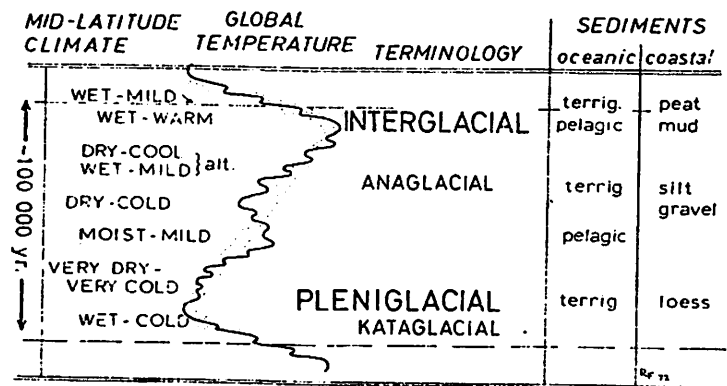 MID-LATITUDE CLIMATE
GLOBAL TEMPERATURE
TERMINOLOGY
SEDIMENTS
oceanic
coastal
WET-MILD
WET-WARM
INTERGLACIAL
terrig.
pelagic
peat
mud
DRY-COOL
WET-MILD } alt.
ANAGLACIAL
terrig
silt
gravel
DRY-COLD
MOIST-MILD
pelagic
VERY DRY-
VERY COLD
PLENIGLACIAL
terrig
loess
WET-COLD
KATAGLACIAL
~100 000 yr.
RF 72